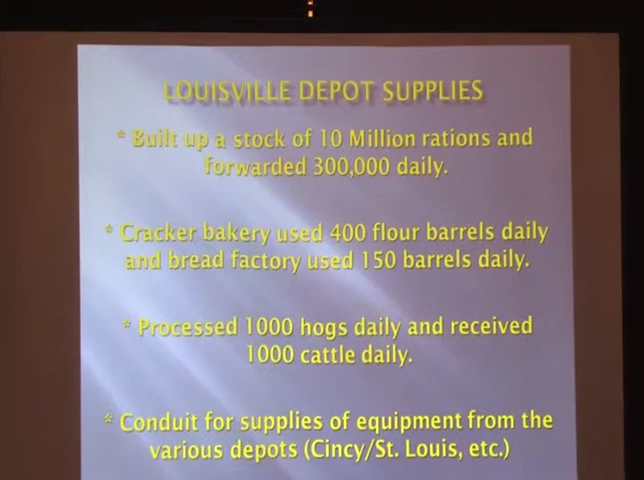 LOUISVILLE DEPOT SUPPLIES
* Built up a stock of 10 Million rations and
forwarded 300,000 daily.
* Cracker bakery used 400 flour barrels daily
and bread factory used 150 barrels daily.
* Processed 1000 hogs daily and received
1000 cattle daily.
* Conduit for supplies of equipment from the
various depots (Cincy/St. Louis, etc.)